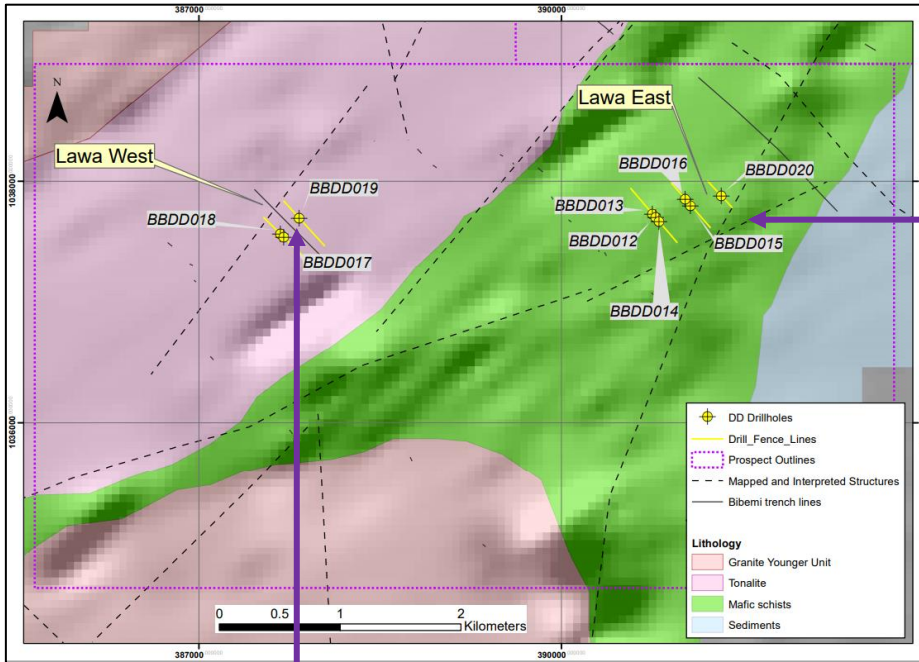 387000
390000
N
Lawa East
Lawa West
BBDD016
BBDD020
1038000
1038000
BBDD019
BBDD018
BBDD013
BBDD012
BBDD015
BBDD017
BBDD014
DD Drillholes
Drill_Fence_Lines
Prospect Outlines
1036000
1036000
Mapped and Interpreted Structures
Bibemi trench lines
Lithology
Granite Younger Unit
Tonalite
Mafic schists
Sediments
0 0.5 1 2
Kilometers
387000
390000